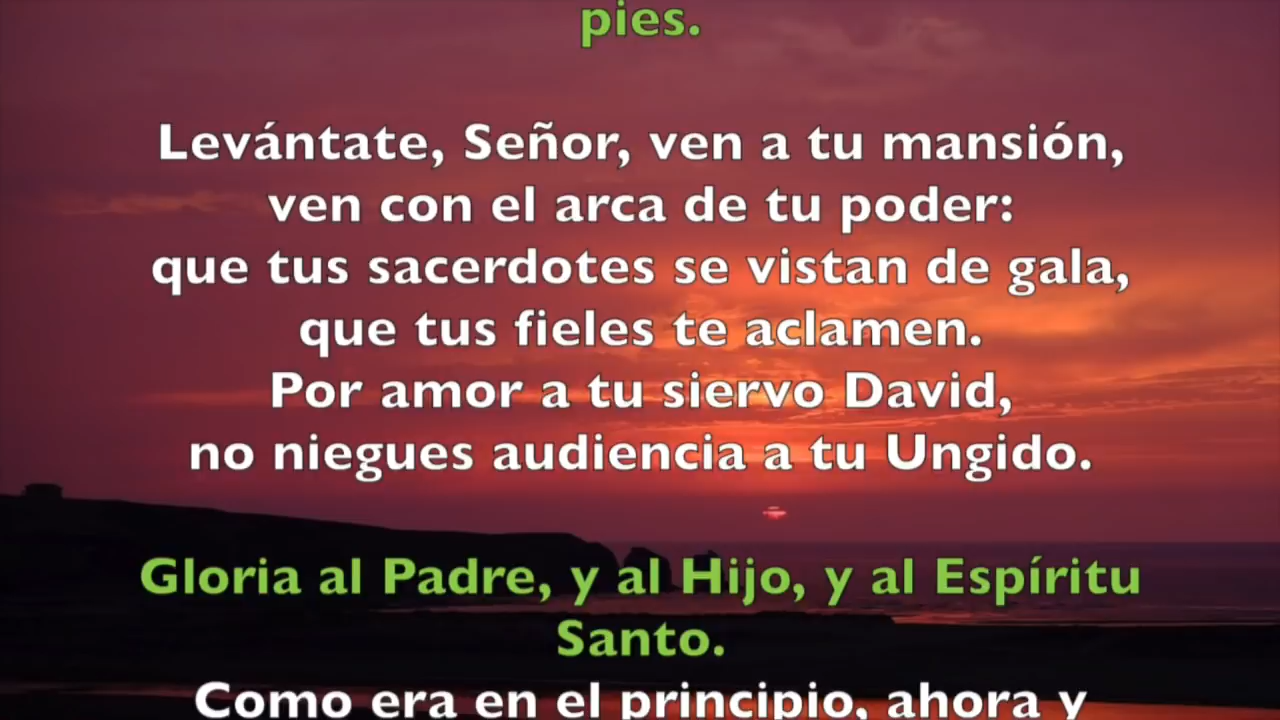 pies.
Levántate, Señor, ven a tu mansión,
ven con el arca de tu poder:
que tus sacerdotes se vistan de gala,
que tus fieles te aclamen.
Por amor a tu siervo David,
no niegues audiencia a tu Ungido.
Gloria al Padre, y al Hijo, y al Espíritu
Santo.
Como era en el principio, ahora y